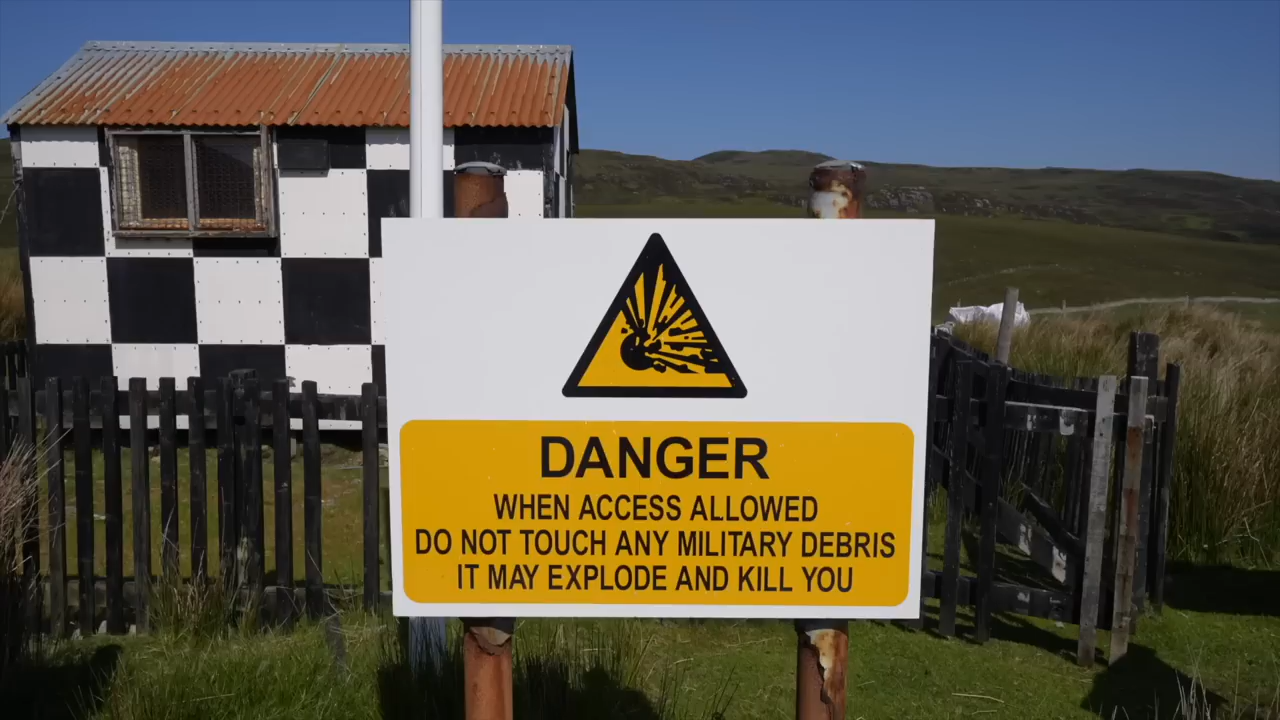 DANGER
WHEN ACCESS ALLOWED
DO NOT TOUCH ANY MILITARY DEBRIS
IT MAY EXPLODE AND KILL YOU